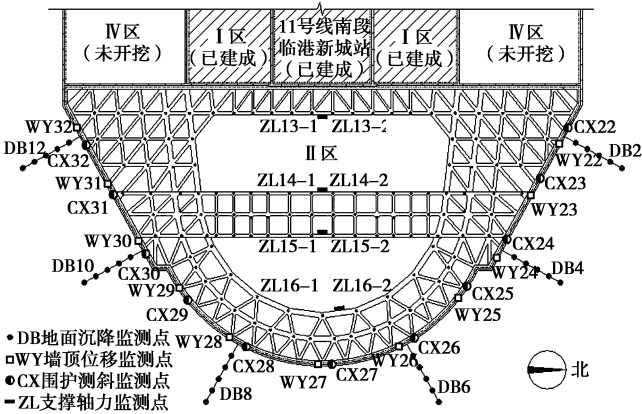 Ⅳ区
(未开挖)
Ⅰ区
(已建成)
11号线南段
临港新城站
(已建成)
Ⅰ区
(已建成)
Ⅳ区
(未开挖)
ZL13-1
ZL13-2
WY32
DB12
CX32
Ⅱ区
CX22
WY22
DB2
WY31
CX31
ZL14-1
ZL14-2
CX23
WY23
WY30
CX30
DB10
ZL15-1
ZL15-2
CX24
WY24
DB4
WY29
CX29
ZL16-1
ZL16-2
CX25
WY25
WY28
CX28
WY27
CX27
WY26
CX26
DB8
DB6
DB地面沉降监测点
WY墙顶位移监测点
CX围护测斜监测点
ZL支撑轴力监测点
北